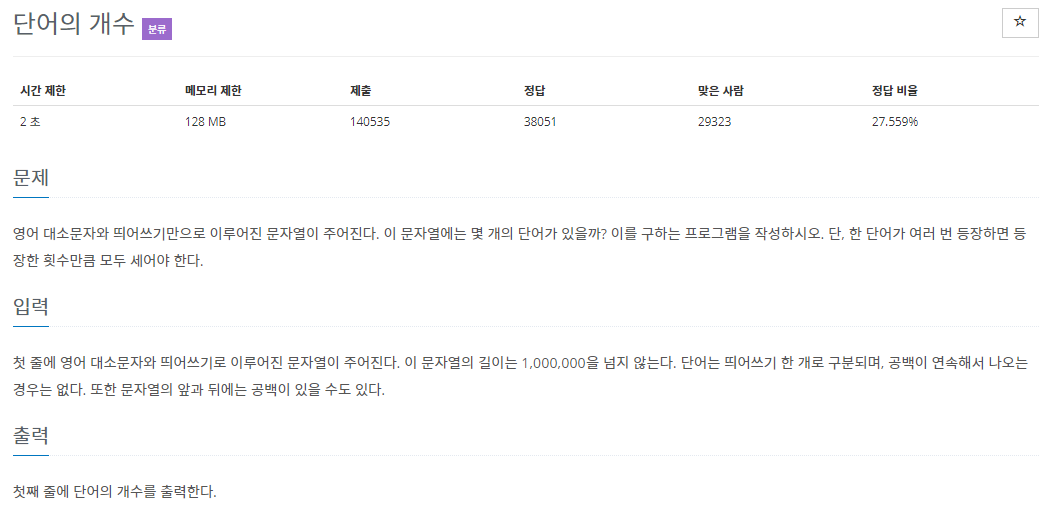 단어의 개수 분류
☆
시간 제한 메모리 제한 제출 정답 맞은 사람 정답 비율
2 초 128 MB 140535 38051 29323 27.559%
문제
영어 대소문자와 띄어쓰기만으로 이루어진 문자열이 주어진다. 이 문자열에는 몇 개의 단어가 있을까? 이를 구하는 프로그램을 작성하시오. 단, 한 단어가 여러 번 등장하면 등
장한 횟수만큼 모두 세어야 한다.
입력
첫 줄에 영어 대소문자와 띄어쓰기로 이루어진 문자열이 주어진다. 이 문자열의 길이는 1,000,000을 넘지 않는다. 단어는 띄어쓰기 한 개로 구분되며, 공백이 연속해서 나오는
경우는 없다. 또한 문자열의 앞과 뒤에는 공백이 있을 수도 있다.
출력
첫째 줄에 단어의 개수를 출력한다.